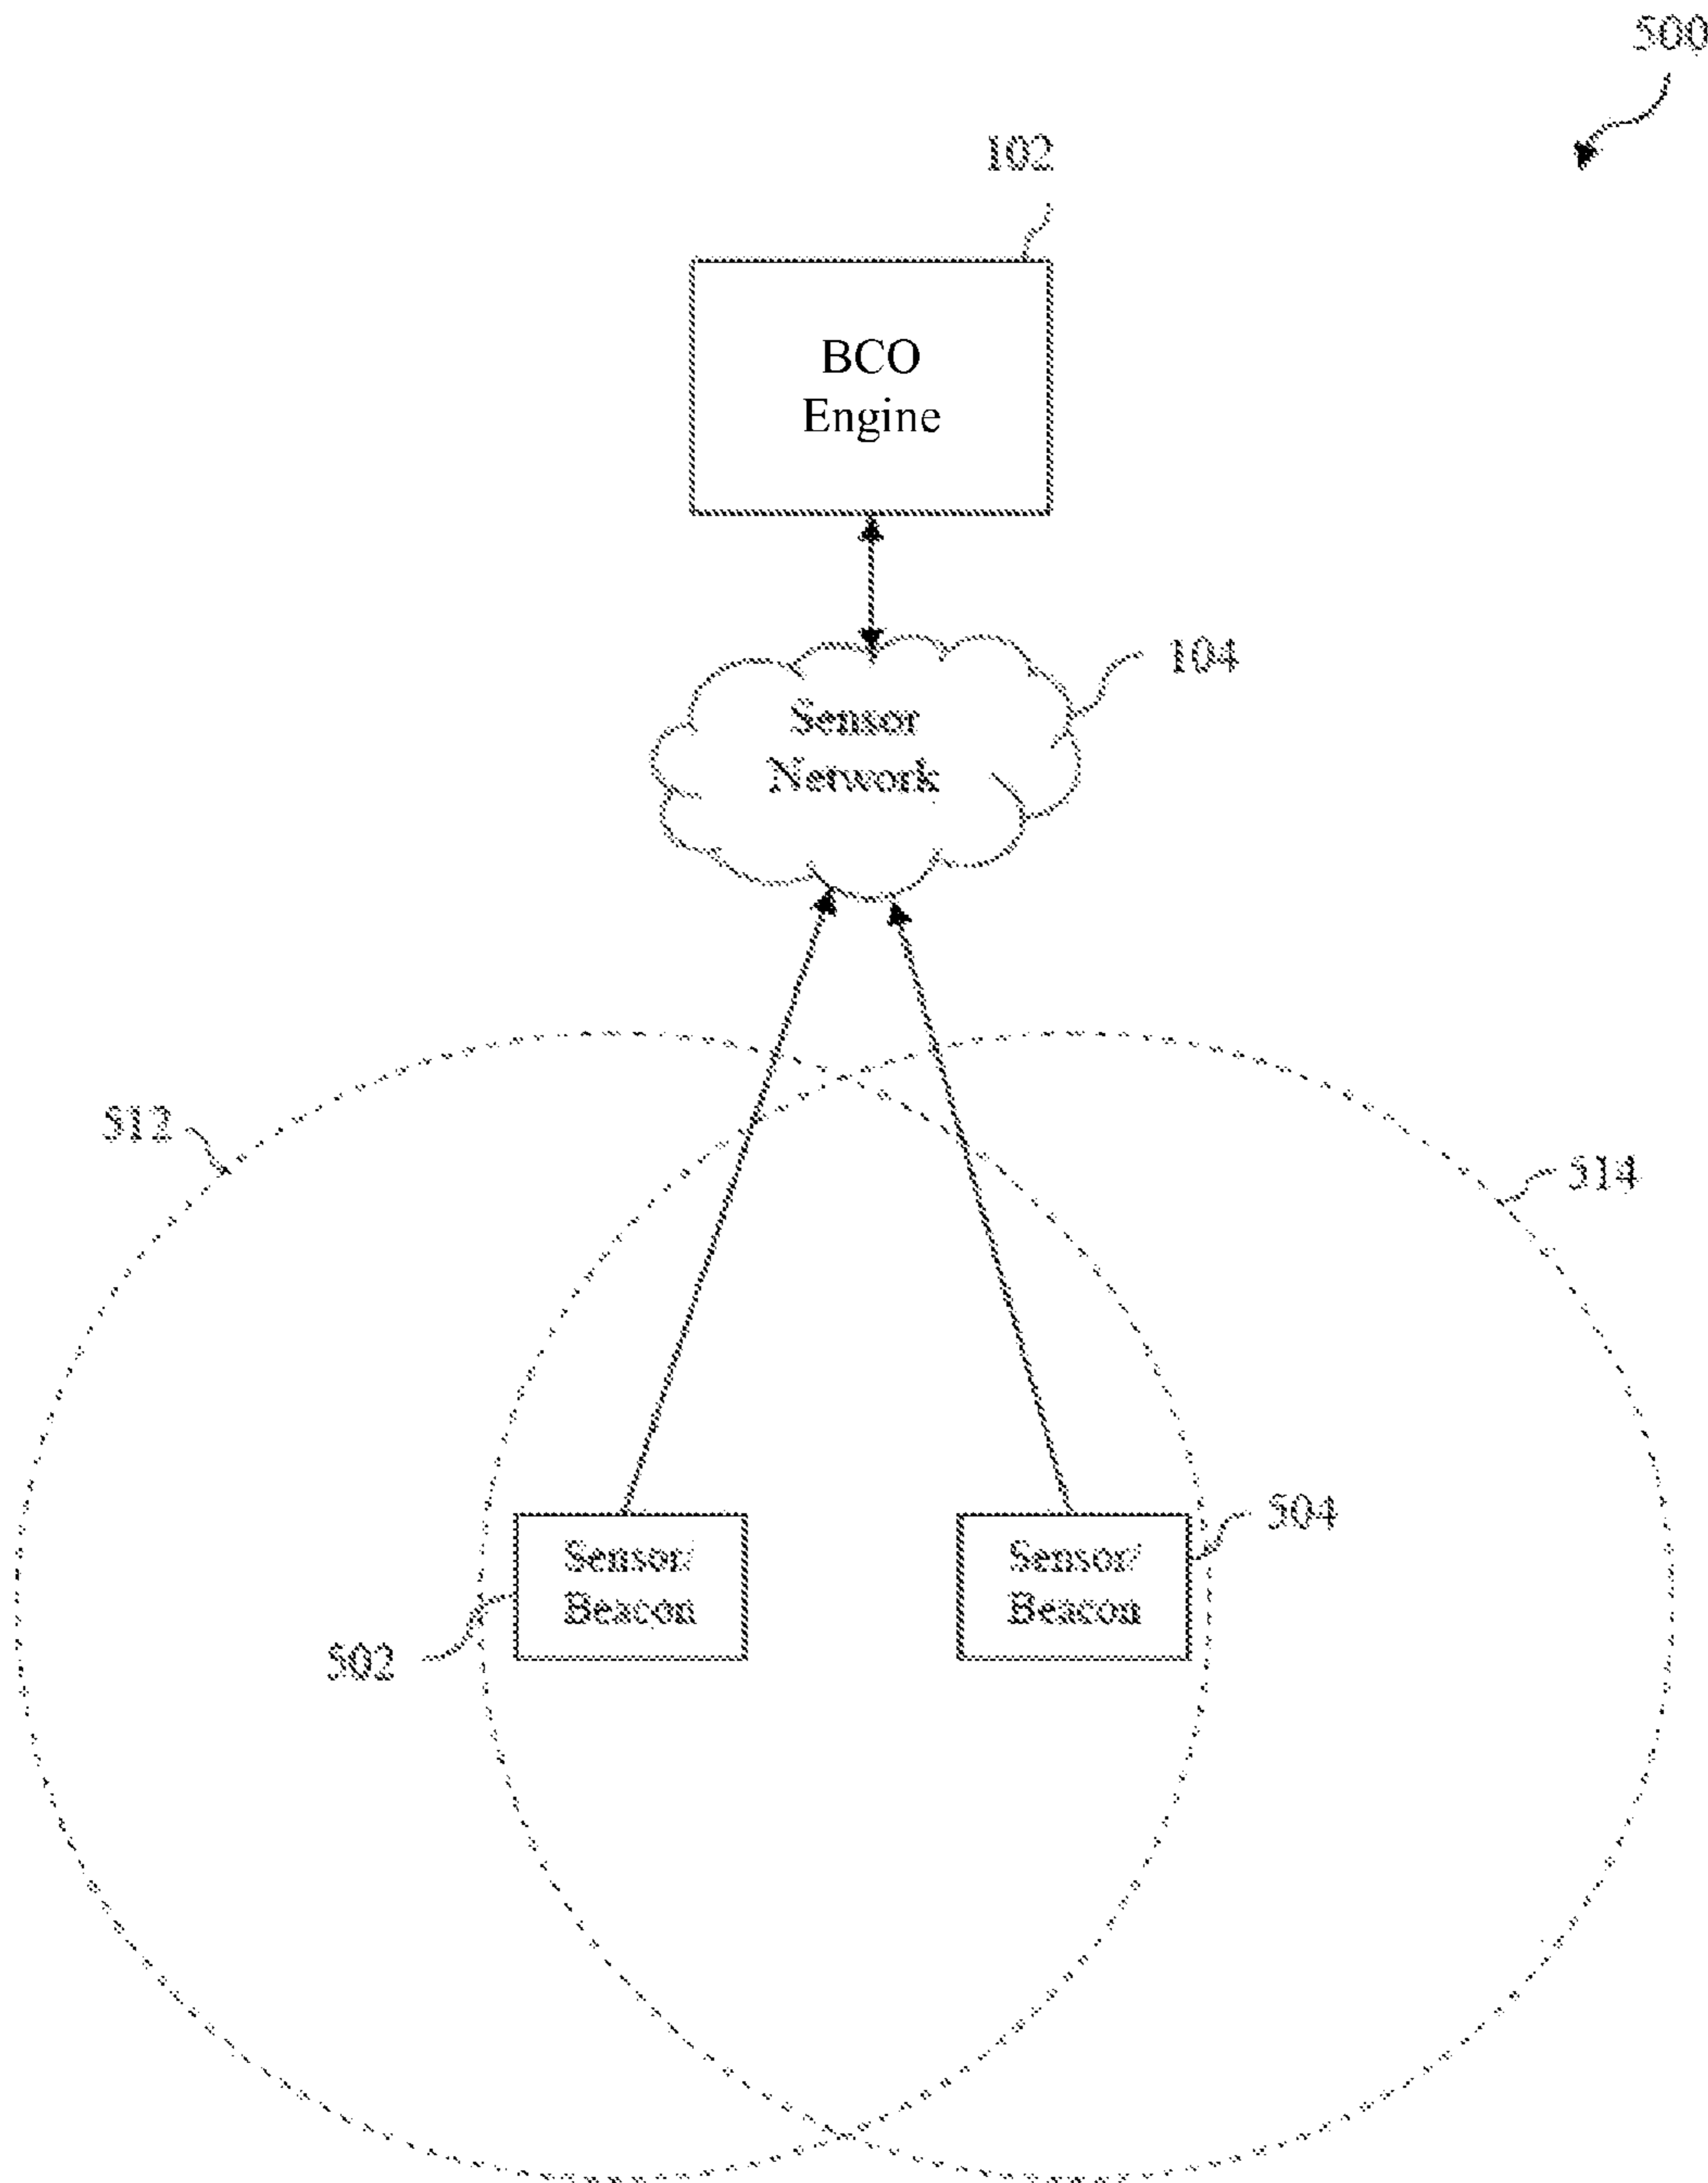 500
102
BCO
Engine
104
Sensor
Network
512
514
504
Sensor/
Beacon
Sensor/
Beacon
502